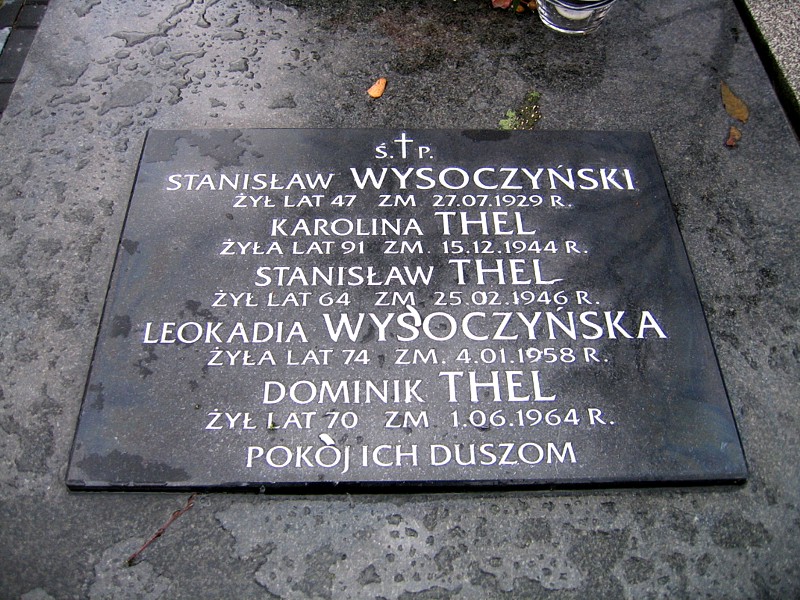 Ś.†P.
STANISŁAW WYSOCZYŃSKI
ŻYŁ LAT 47 ZM 27.07.1929 R.
KAROLINA THEL
ŻYŁA LAT 91 ZM. 15.12.1944 R.
STANISŁAW THEL
ŻYŁ LAT 64 ZM 25.02.1946 R.
LEOKADIA WYSOCZYŃSKA
ŻYŁA LAT 74 ZM. 4.01.1958 R.
DOMINIK THEL
ŻYŁ LAT 70 ZM 1.06.1964 R.
POKÓJ ICH DUSZOM